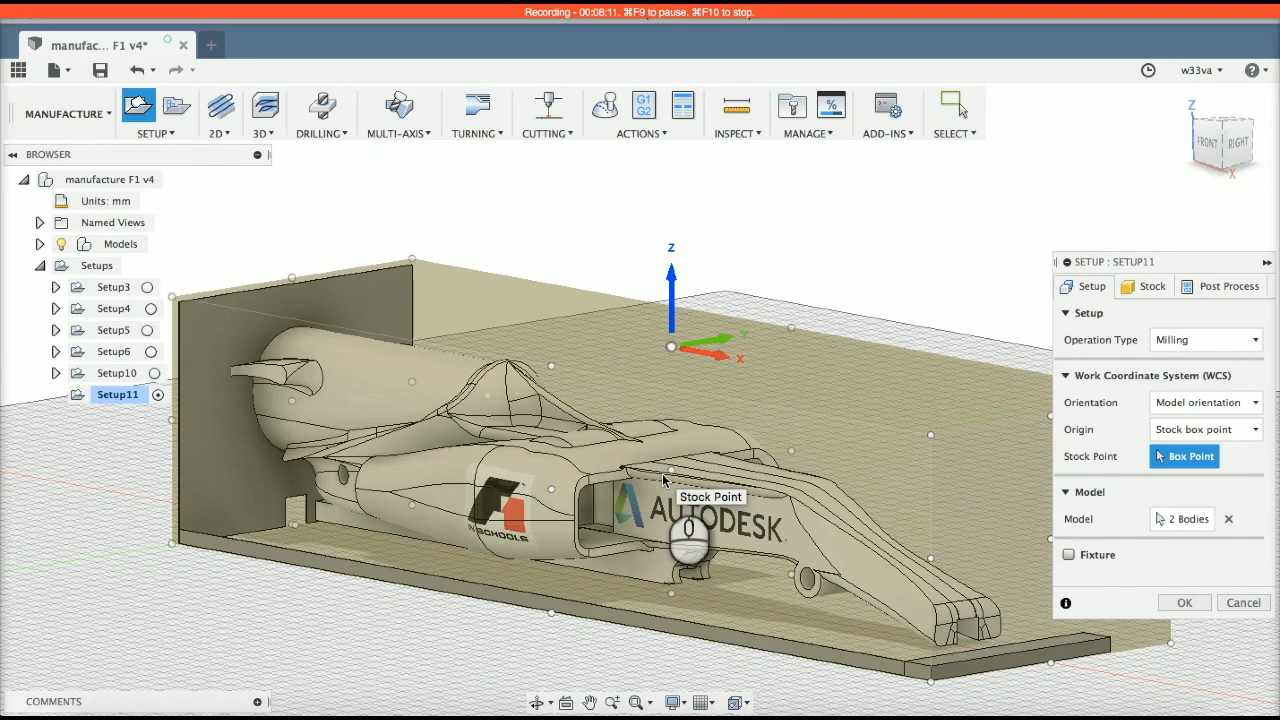 Recording - 00:08:11. ⌘F9 to pause. ⌘F10 to stop.
manufac... F1 v4*
w33va
MANUFACTURE
G1
G2
%
SETUP
2D
3D
DRILLING
MULTI-AXIS
TURNING
CUTTING
ACTIONS
INSPECT
MANAGE
ADD-INS
SELECT
Z
FRONT
RIGHT
X
BROWSER
manufacture F1 v4
Units: mm
Named Views
Models
Setups
Setup3
Setup4
Setup5
Setup6
Setup10
Setup11
Z
Y
X
Stock Point
AUTODESK
IN SCHOOLS
SETUP : SETUP11
Setup
Stock
Post Process
Setup
Operation Type
Milling
Work Coordinate System (WCS)
Orientation
Model orientation
Origin
Stock box point
Stock Point
Box Point
Model
Model
2 Bodies
Fixture
OK
Cancel
COMMENTS